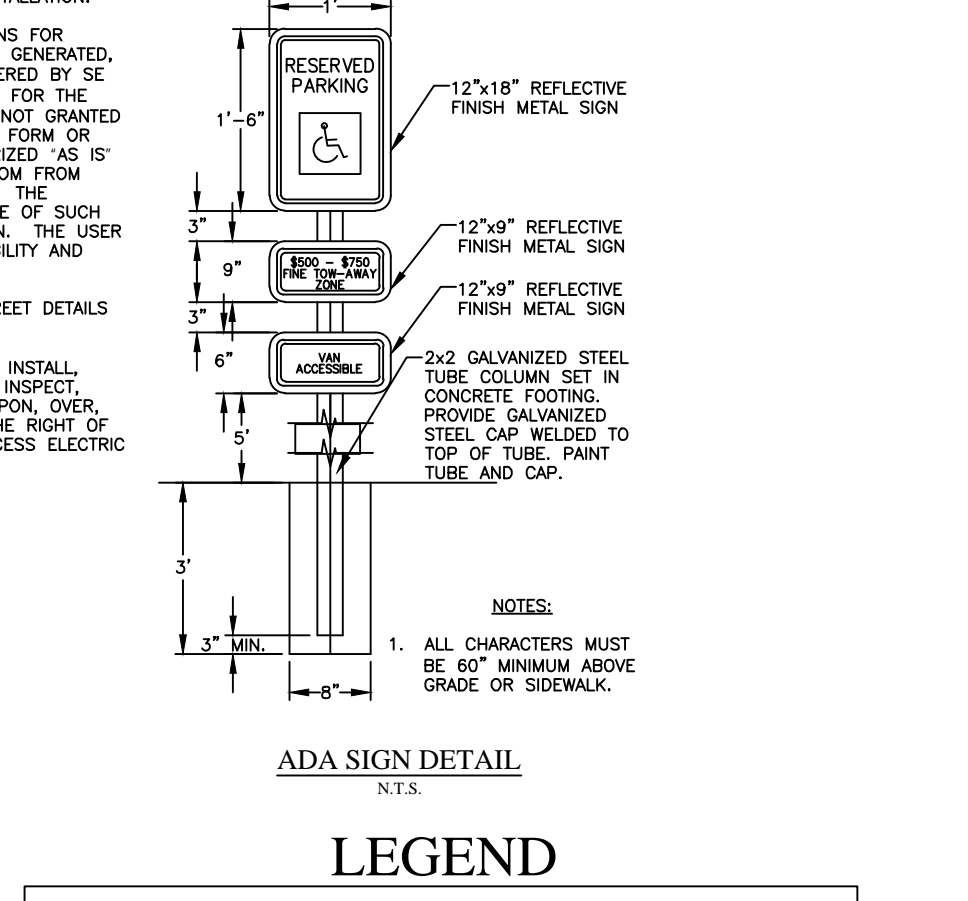 NS FOR
GENERATED,
ERED BY SE
FOR THE
NOT GRANTED
FORM OR
IZED "AS IS"
OM FROM
THE
E OF SUCH
N. THE USER
ILITY AND
EET DETAILS
INSTALL,
INSPECT,
PON, OVER,
HE RIGHT OF
CESS ELECTRIC
1'
1'-6"
RESERVED
PARKING
12"x18" REFLECTIVE
FINISH METAL SIGN
3"
9"
$500 - $750
FINE TOW-AWAY
ZONE
12"x9" REFLECTIVE
FINISH METAL SIGN
3"
6"
VAN
ACCESSIBLE
12"x9" REFLECTIVE
FINISH METAL SIGN
2x2 GALVANIZED STEEL
TUBE COLUMN SET IN
CONCRETE FOOTING.
PROVIDE GALVANIZED
STEEL CAP WELDED TO
TOP OF TUBE. PAINT
TUBE AND CAP.
5'
3'
3" MIN.
8"
NOTES:
1. ALL CHARACTERS MUST
BE 60" MINIMUM ABOVE
GRADE OR SIDEWALK.
ADA SIGN DETAIL
N.T.S.
LEGEND